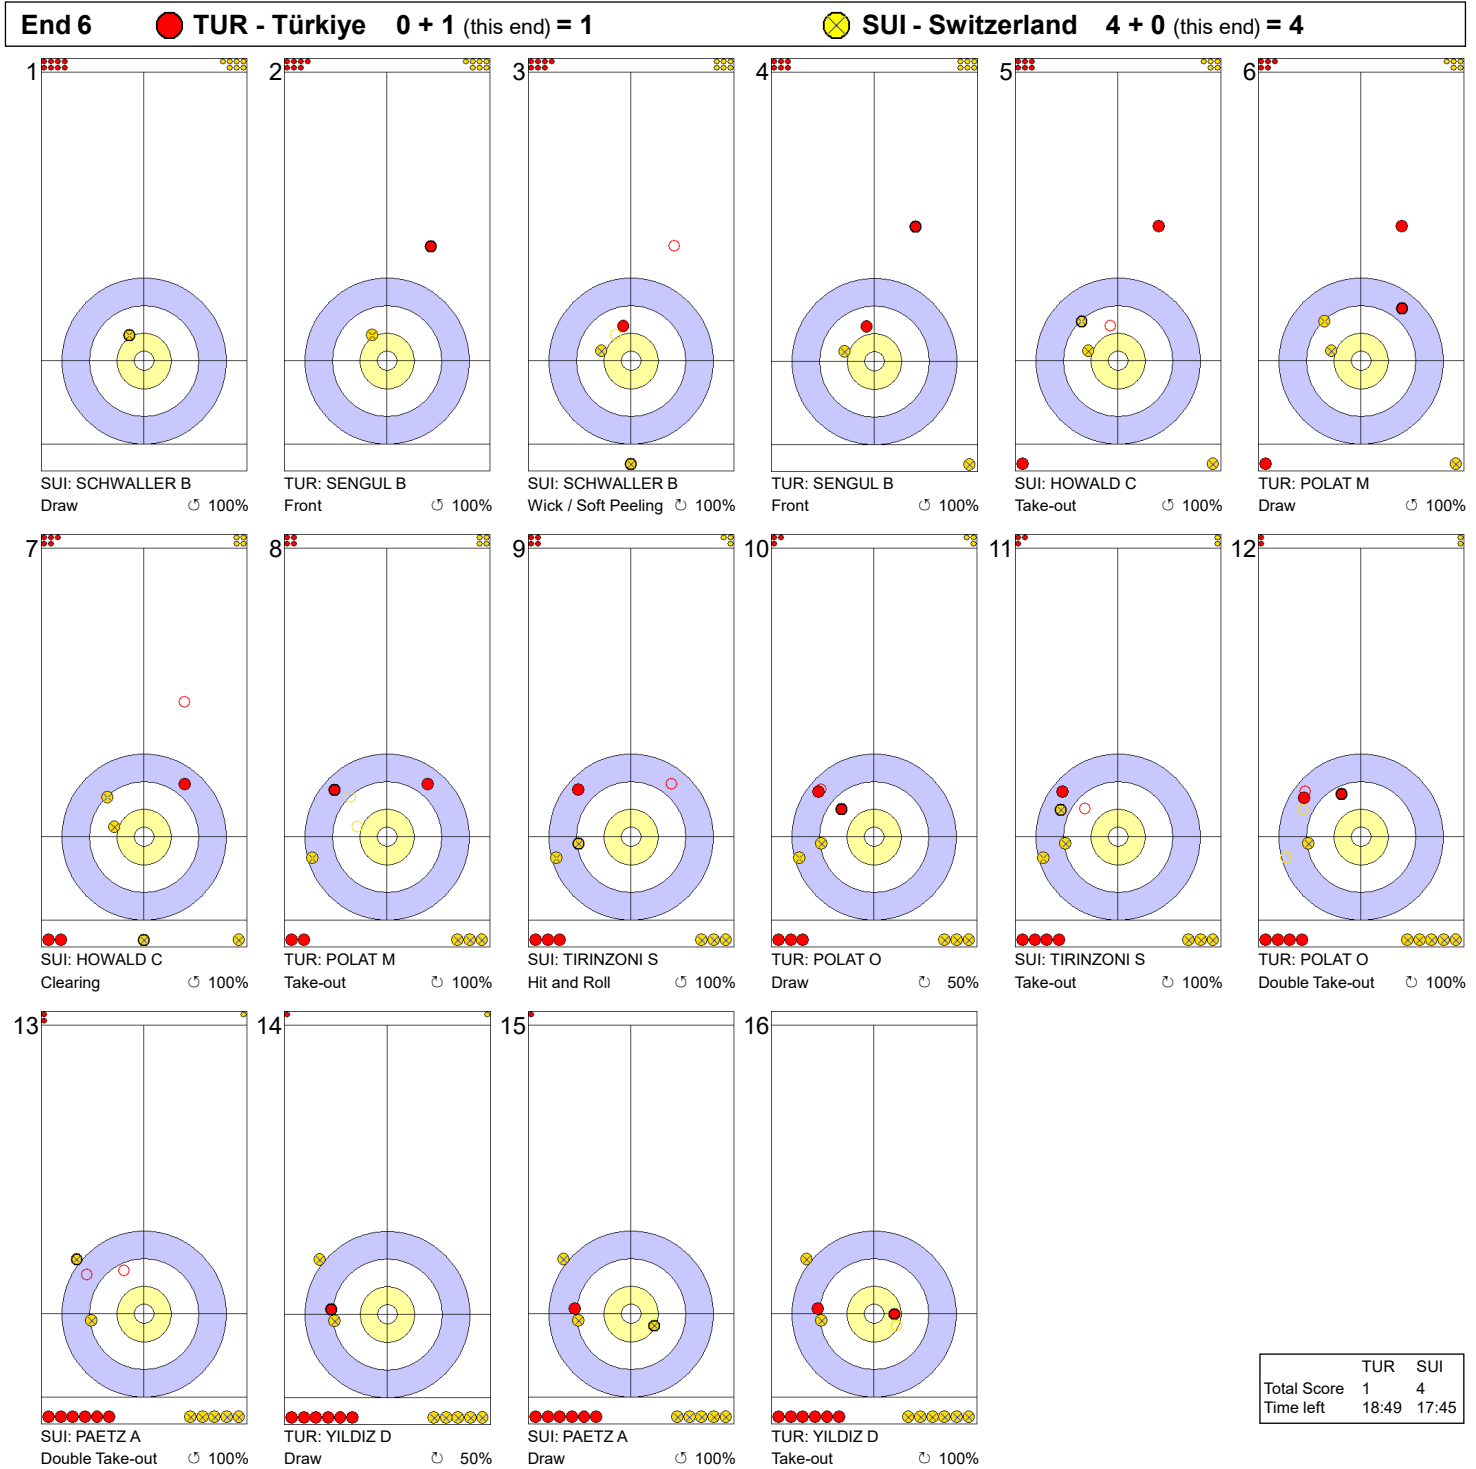 End 6 TUR - Türkiye 0 + 1 (this end) = 1 SUI - Switzerland 4 + 0 (this end) = 4
1 2 3 4 5 6
SUI: SCHWALLER B TUR: SENGUL B SUI: SCHWALLER B TUR: SENGUL B SUI: HOWALD C TUR: POLAT M
Draw ↺ 100% Front ↺ 100% Wick / Soft Peeling ↻ 100% Front ↺ 100% Take-out ↻ 100% Draw ↺ 100%
7 8 9 10 11 12
SUI: HOWALD C TUR: POLAT M SUI: TIRINZONI S TUR: POLAT O SUI: TIRINZONI S TUR: POLAT O
Clearing ↺ 100% Take-out ↺ 100% Hit and Roll ↺ 100% Draw ↻ 50% Take-out ↻ 100% Double Take-out ↻ 100%
13 14 15 16
SUI: PAETZ A TUR: YILDIZ D SUI: PAETZ A TUR: YILDIZ D
Double Take-out ↺ 100% Draw ↻ 50% Draw ↺ 100% Take-out ↻ 100%
TUR SUI
Total Score 1 4
Time left 18:49 17:45